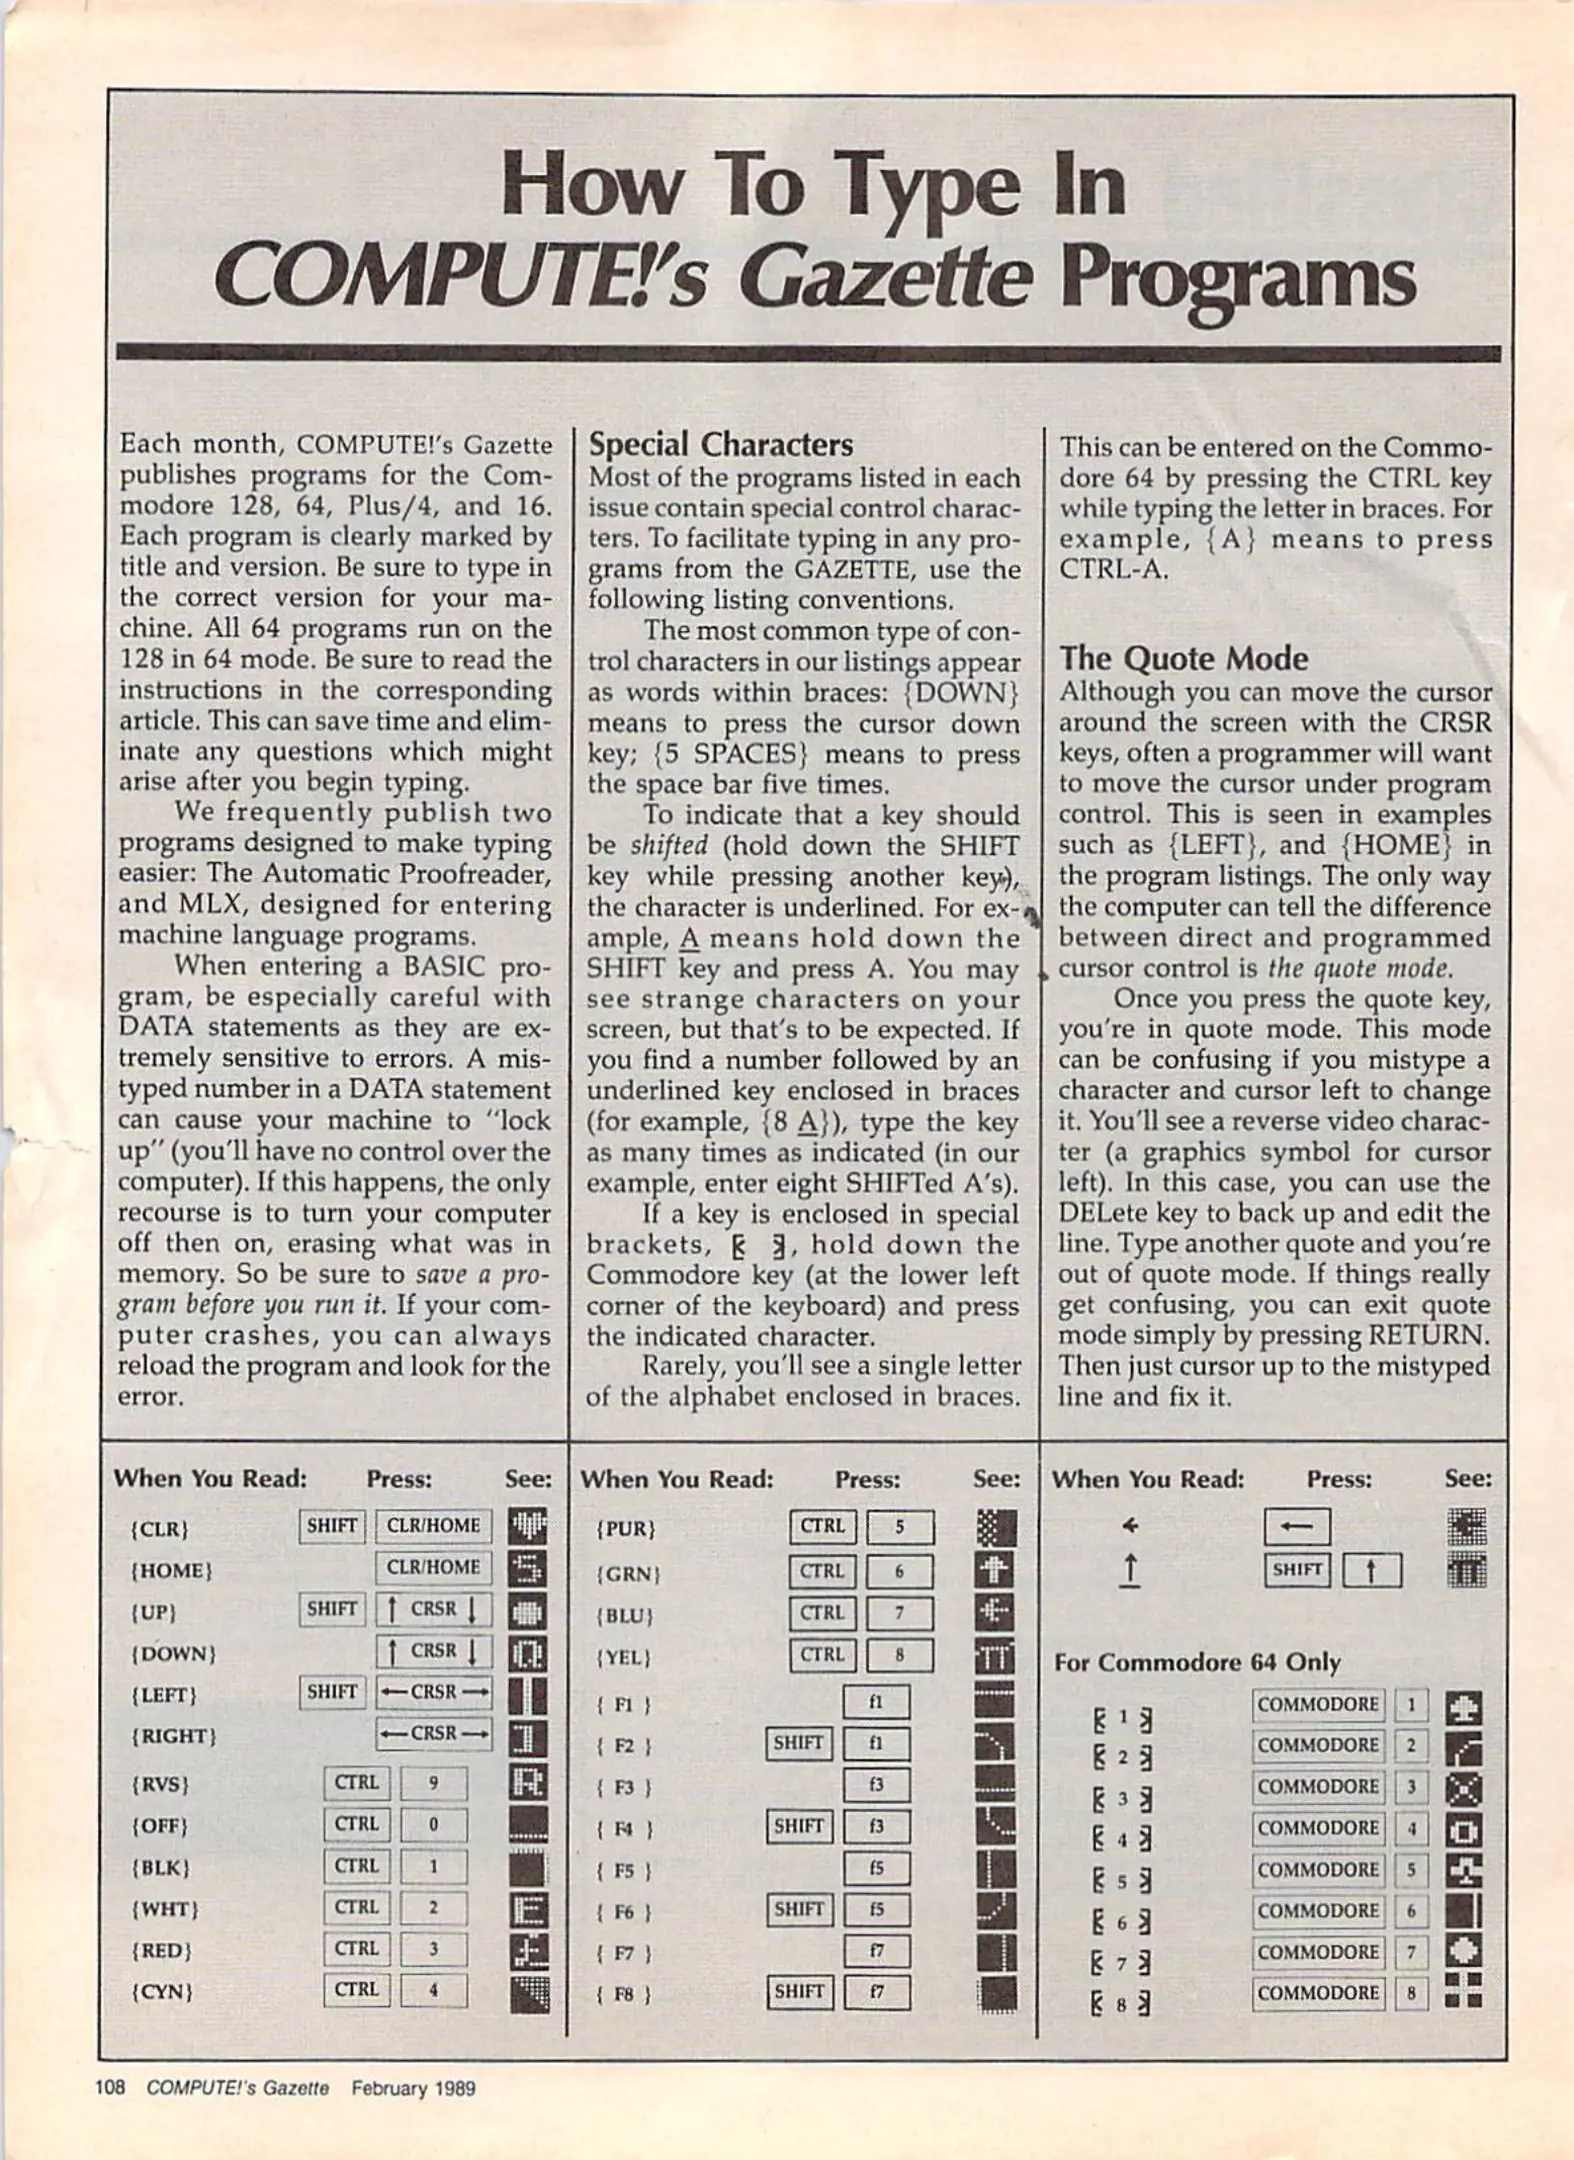 How To Type In
COMPUTE!'s Gazette Programs
Each month, COMPUTE!'s Gazette
publishes programs for the Com-
modore 128, 64, Plus/4, and 16.
Each program is clearly marked by
title and version. Be sure to type in
the correct version for your ma-
chine. All 64 programs run on the
128 in 64 mode. Be sure to read the
instructions in the corresponding
article. This can save time and elim-
inate any questions which might
arise after you begin typing.
We frequently publish two
programs designed to make typing
easier: The Automatic Proofreader,
and MLX, designed for entering
machine language programs.
When entering a BASIC pro-
gram, be especially careful with
DATA statements as they are ex-
tremely sensitive to errors. A mis-
typed number in a DATA statement
can cause your machine to "lock
up" (you'll have no control over the
computer). If this happens, the only
recourse is to turn your computer
off then on, erasing what was in
memory. So be sure to save a pro-
gram before you run it. If your com-
puter crashes, you can always
reload the program and look for the
error.
Special Characters
Most of the programs listed in each
issue contain special control charac-
ters. To facilitate typing in any pro-
grams from the GAZETTE, use the
following listing conventions.
The most common type of con-
trol characters in our listings appear
as words within braces: {DOWN}
means to press the cursor down
key; {5 SPACES} means to press
the space bar five times.
To indicate that a key should
be shifted (hold down the SHIFT
key while pressing another key),
the character is underlined. For ex-
ample, A means hold down the
SHIFT key and press A. You may
see strange characters on your
screen, but that's to be expected. If
you find a number followed by an
underlined key enclosed in braces
(for example, {8 A}), type the key
as many times as indicated (in our
example, enter eight SHIFTed A's).
If a key is enclosed in special
brackets, [< >], hold down the
Commodore key (at the lower left
corner of the keyboard) and press
the indicated character.
Rarely, you'll see a single letter
of the alphabet enclosed in braces.
This can be entered on the Commo-
dore 64 by pressing the CTRL key
while typing the letter in braces. For
example, {A} means to press
CTRL-A.
The Quote Mode
Although you can move the cursor
around the screen with the CRSR
keys, often a programmer will want
to move the cursor under program
control. This is seen in examples
such as {LEFT}, and {HOME} in
the program listings. The only way
the computer can tell the difference
between direct and programmed
cursor control is the quote mode.
Once you press the quote key,
you're in quote mode. This mode
can be confusing if you mistype a
character and cursor left to change
it. You'll see a reverse video charac-
ter (a graphics symbol for cursor
left). In this case, you can use the
DELete key to back up and edit the
line. Type another quote and you're
out of quote mode. If things really
get confusing, you can exit quote
mode simply by pressing RETURN.
Then just cursor up to the mistyped
line and fix it.
When You Read: Press: See:
{CLR} SHIFT CLR/HOME ♥
{HOME} CLR/HOME S
{UP} SHIFT ↑ CRSR ↓ ●
{DOWN} ↑ CRSR ↓ Q
{LEFT} SHIFT ←CRSR→ |
{RIGHT} ←CRSR→ ]
{RVS} CTRL 9 R
{OFF} CTRL 0
{BLK} CTRL 1
{WHT} CTRL 2 E
{RED} CTRL 3 £
{CYN} CTRL 4
When You Read: Press: See:
{PUR} CTRL 5
{GRN} CTRL 6 ↑
{BLU} CTRL 7 ←
{YEL} CTRL 8 π
{ F1 } f1
{ F2 } SHIFT f1
{ F3 } f3
{ F4 } SHIFT f3
{ F5 } f5
{ F6 } SHIFT f5
{ F7 } f7
{ F8 } SHIFT f7
When You Read: Press: See:
← ← ←
↑ SHIFT ↑ π
For Commodore 64 Only
[< 1 >] COMMODORE 1 ♠
[< 2 >] COMMODORE 2
[< 3 >] COMMODORE 3
[< 4 >] COMMODORE 4
[< 5 >] COMMODORE 5 ♣
[< 6 >] COMMODORE 6
[< 7 >] COMMODORE 7 ♦
[< 8 >] COMMODORE 8
108 COMPUTE!'s Gazette February 1989